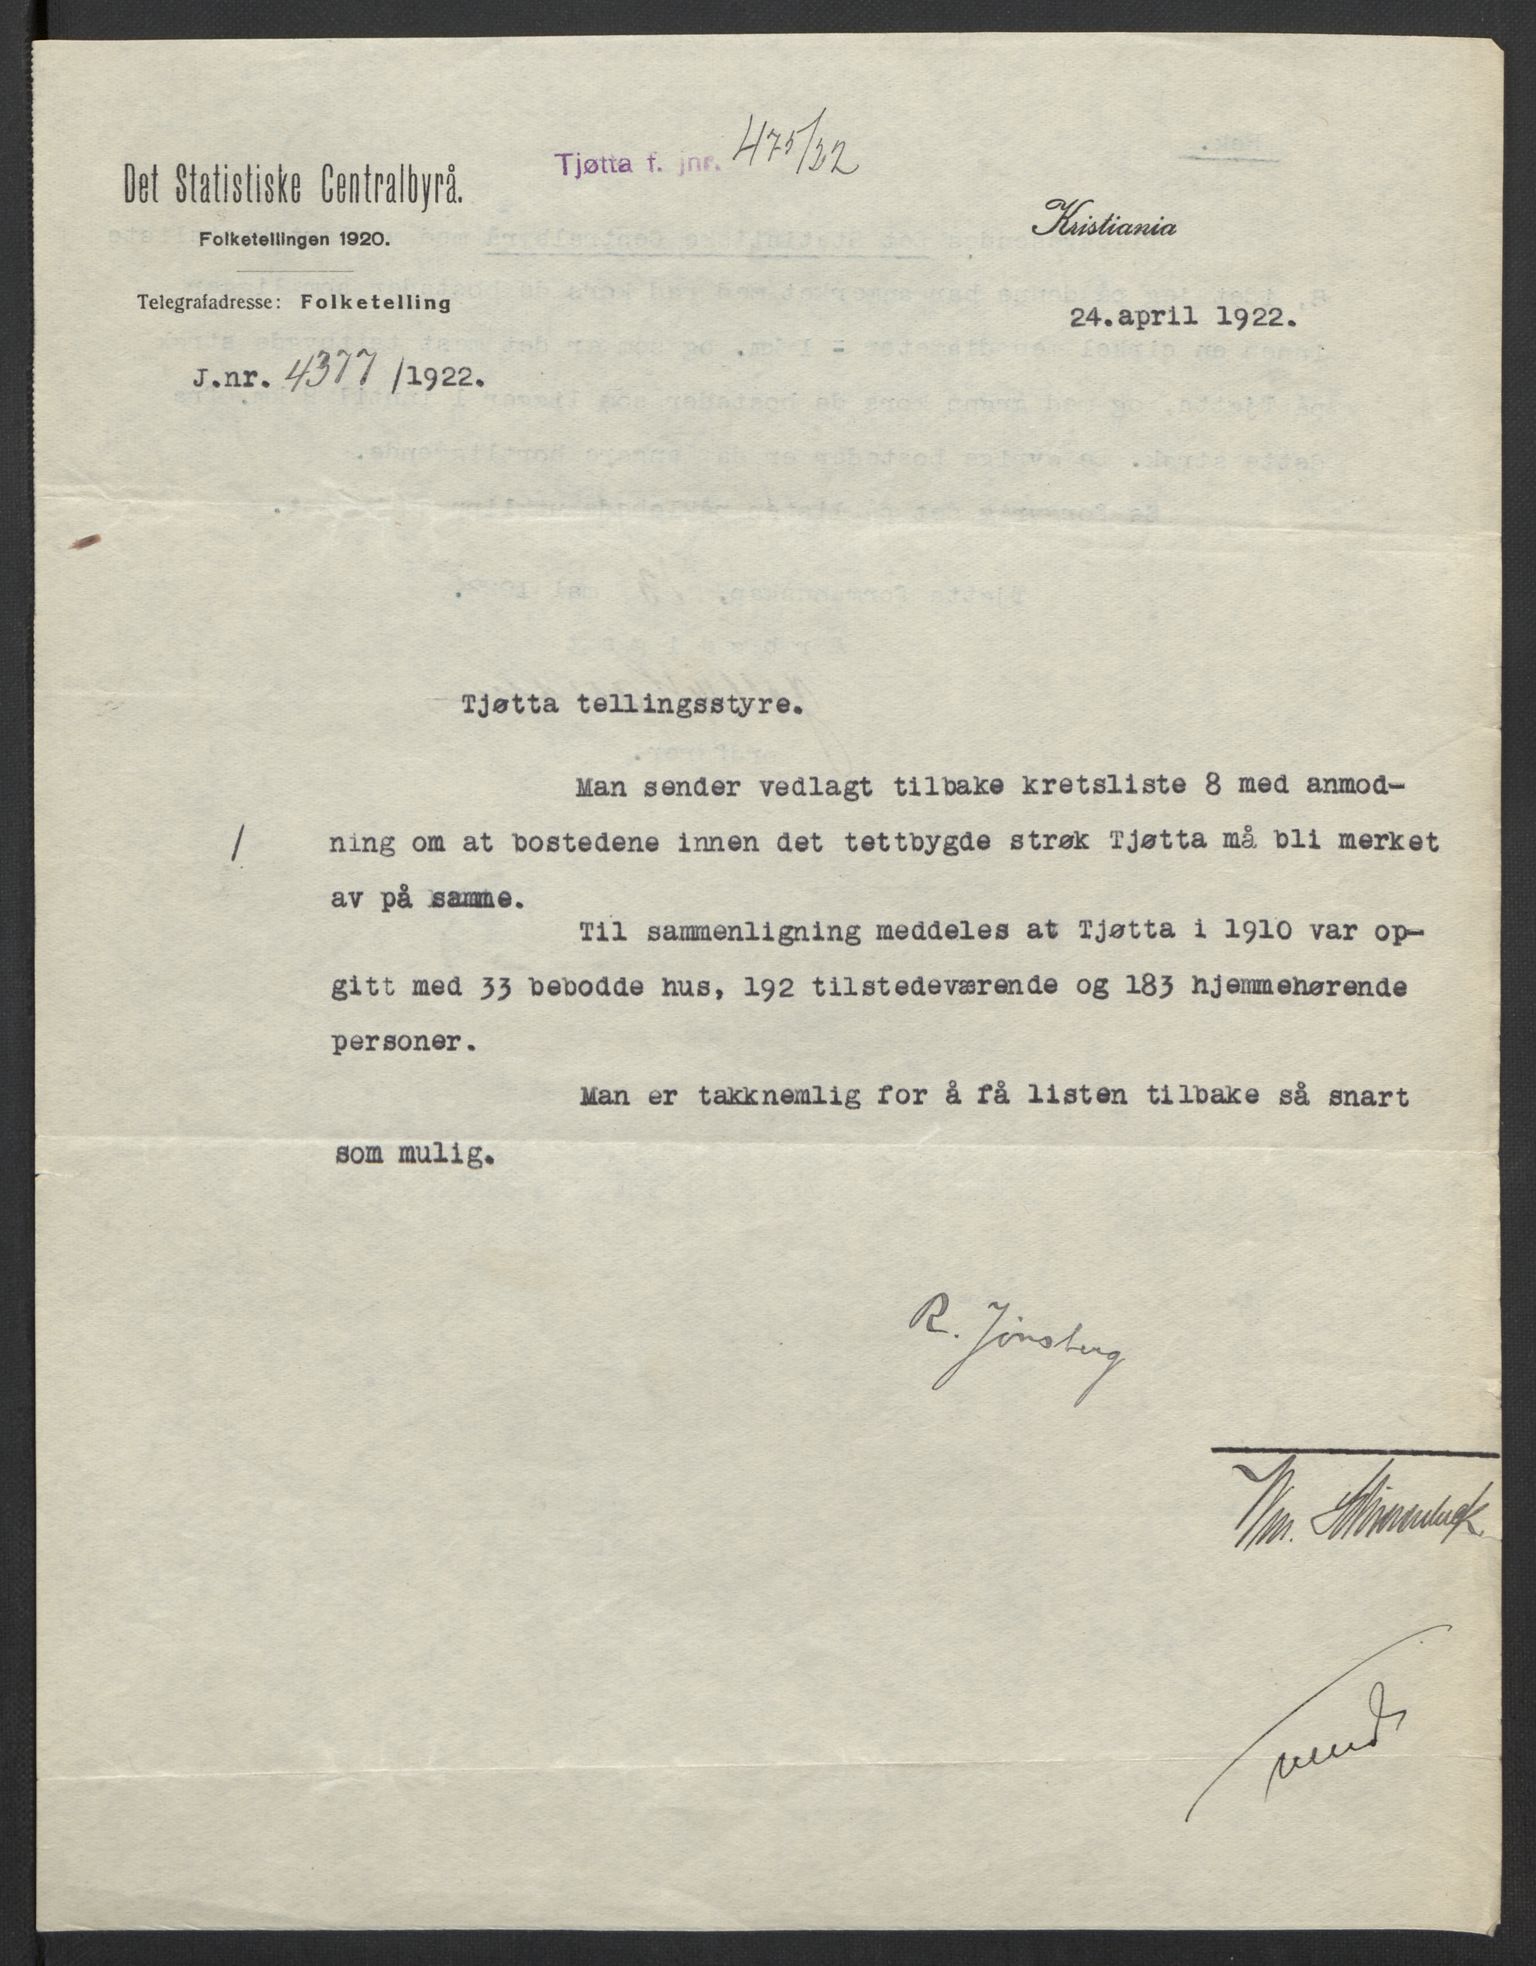 Det Statistiske Centralbyrå.
Folketellingen 1920.
Telegrafadresse: Folketelling
J.nr. 4377/1922.
Tjøtta f. jnr. 475/22
Kristiania
24.april 1922.
Tjøtta tellingsstyre.
Man sender vedlagt tilbake kretsliste 8 med anmod-
1 ning om at bostedene innen det tettbygde strøk Tjøtta må bli merket
av på samme.
Til sammenligning meddeles at Tjøtta i 1910 var op-
gitt med 33 bebodde hus, 192 tilstedeværende og 183 hjemmehørende
personer.
Man er takknemlig for å få listen tilbake så snart
som mulig.
R. Jønsberg
Wm.
vend